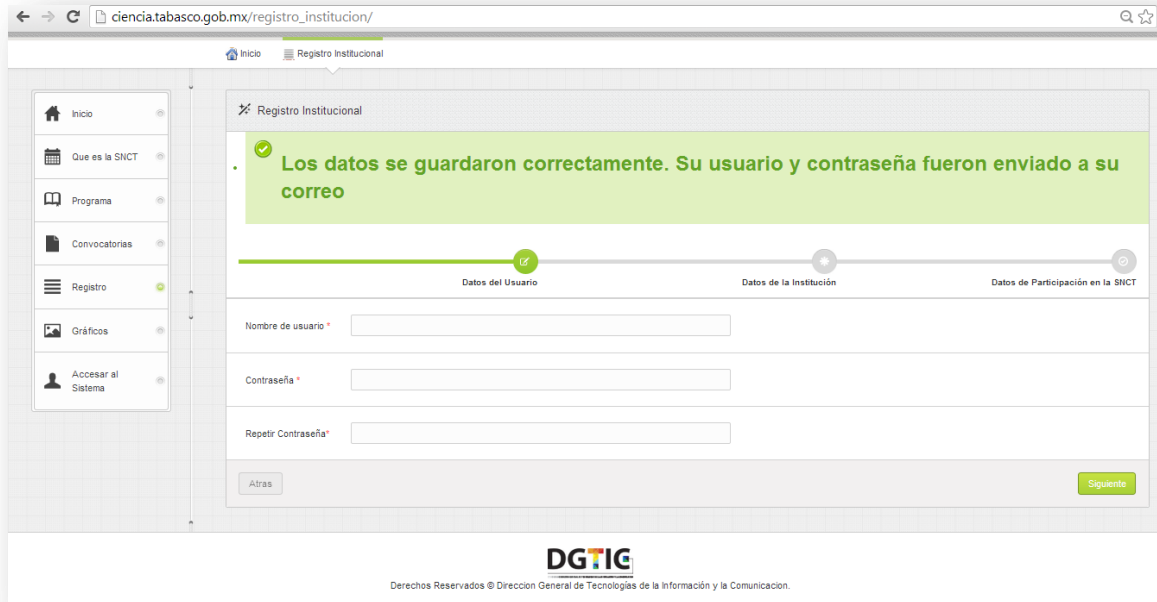 ciencia.tabasco.gob.mx/registro_institucion/
Inicio
Registro Institucional
Inicio
Que es la SNCT
Programa
Convocatorias
Registro
Gráficos
Accesar al
Sistema
Registro Institucional
Los datos se guardaron correctamente. Su usuario y contraseña fueron enviado a su
correo
Datos del Usuario
Datos de la Institución
Datos de Participación en la SNCT
Nombre de usuario *
Contraseña *
Repetir Contraseña*
Atras
Siguiente
DGTIC
Derechos Reservados © Direccion General de Tecnologías de la Información y la Comunicacion.